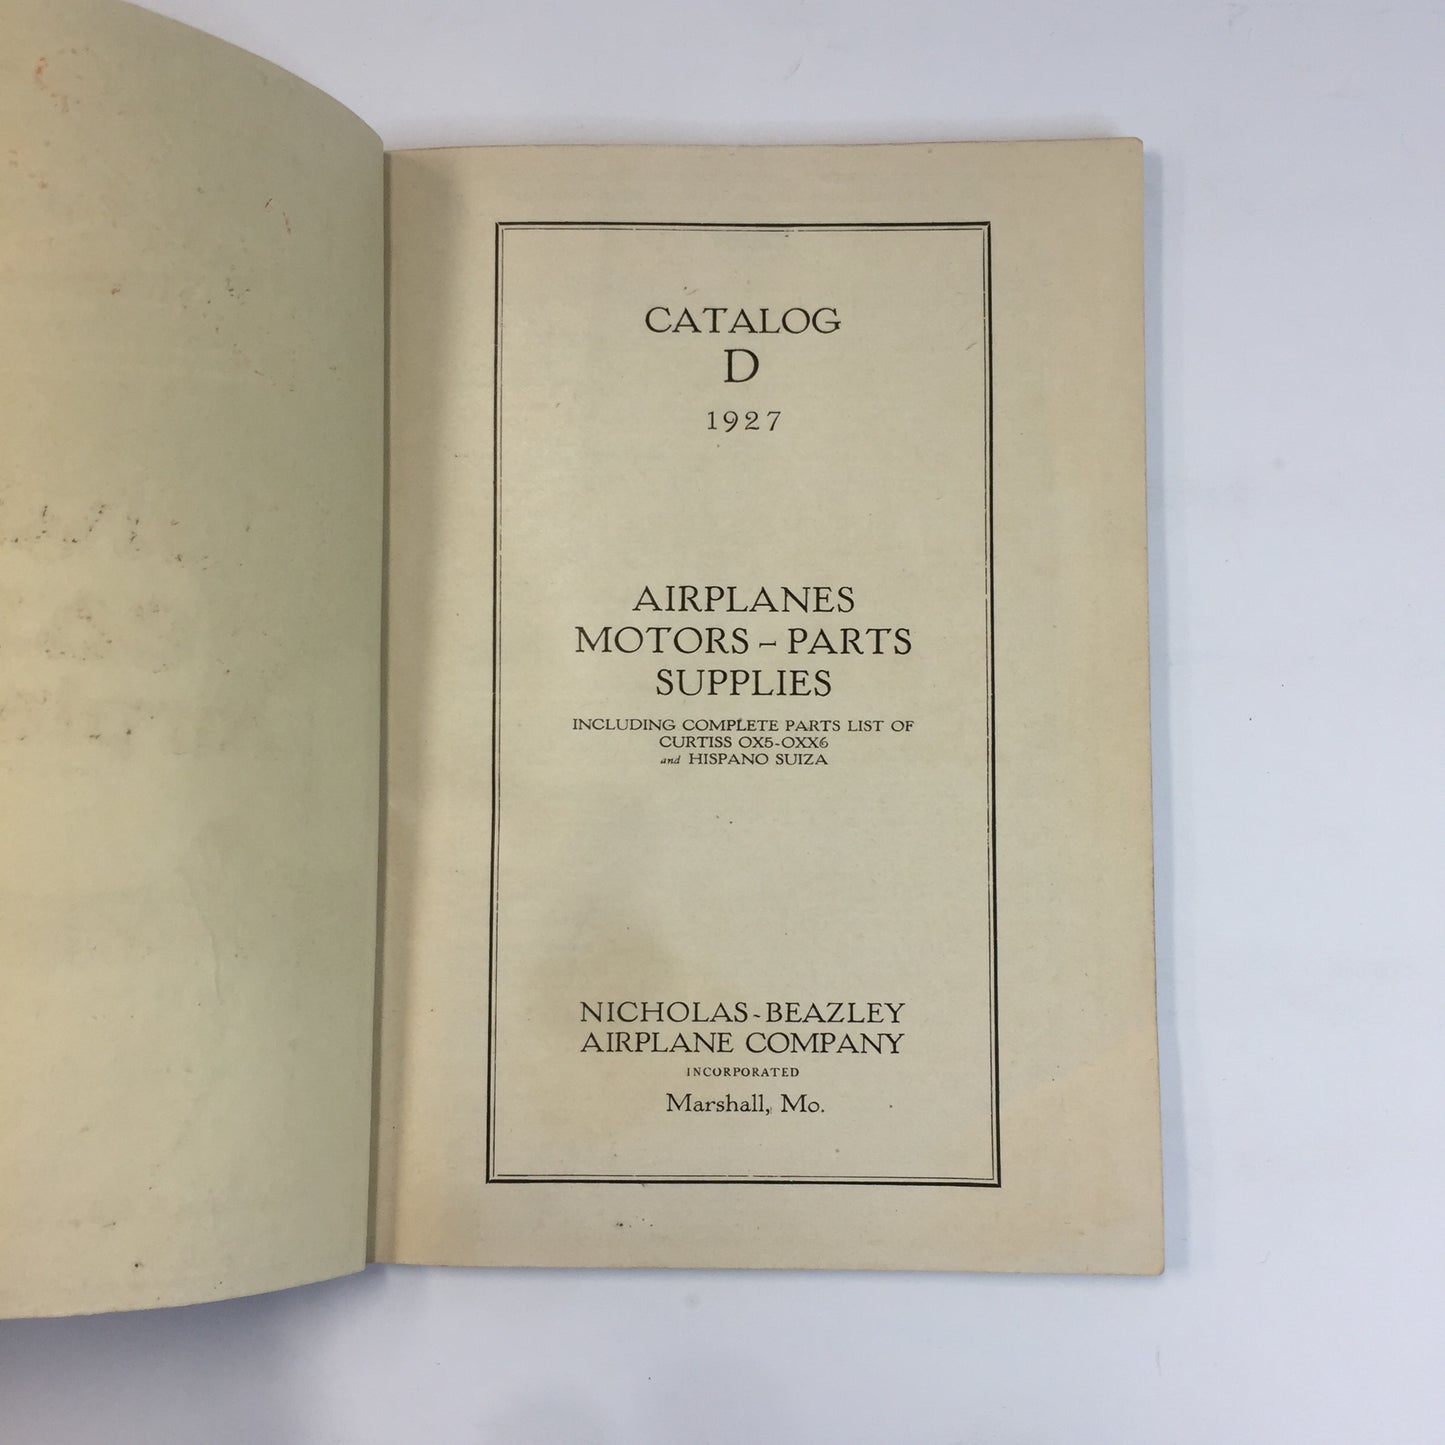 CATALOG
D
1927
AIRPLANES
MOTORS - PARTS
SUPPLIES
INCLUDING COMPLETE PARTS LIST OF
CURTISS OX5-OXX6
and HISPANO SUIZA
NICHOLAS-BEAZLEY
AIRPLANE COMPANY
INCORPORATED
Marshall, Mo.